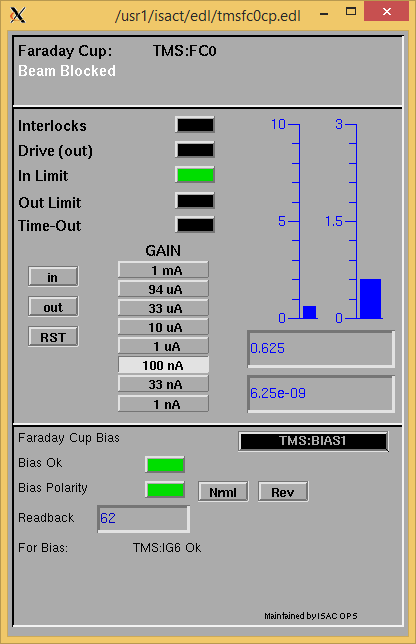 /usr1/isact/edl/tmsfc0cp.edl
Faraday Cup: TMS:FC0
Beam Blocked
Interlocks
Drive (out)
In Limit
Out Limit
Time-Out
10
5
0
3
1.5
0
GAIN
1 mA
94 uA
33 uA
10 uA
1 uA
100 nA
33 nA
1 nA
in
out
RST
0.625
6.25e-09
Faraday Cup Bias TMS:BIAS1
Bias Ok
Bias Polarity Nrml Rev
Readback 62
For Bias: TMS:IG6 Ok
Maintained by ISAC OPS